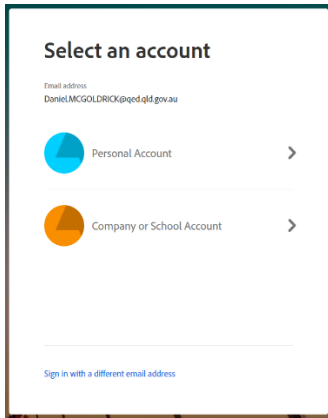 Select an account
Email address
Daniel.MCGOLDRICK@qed.qld.gov.au
Personal Account
Company or School Account
Sign in with a different email address